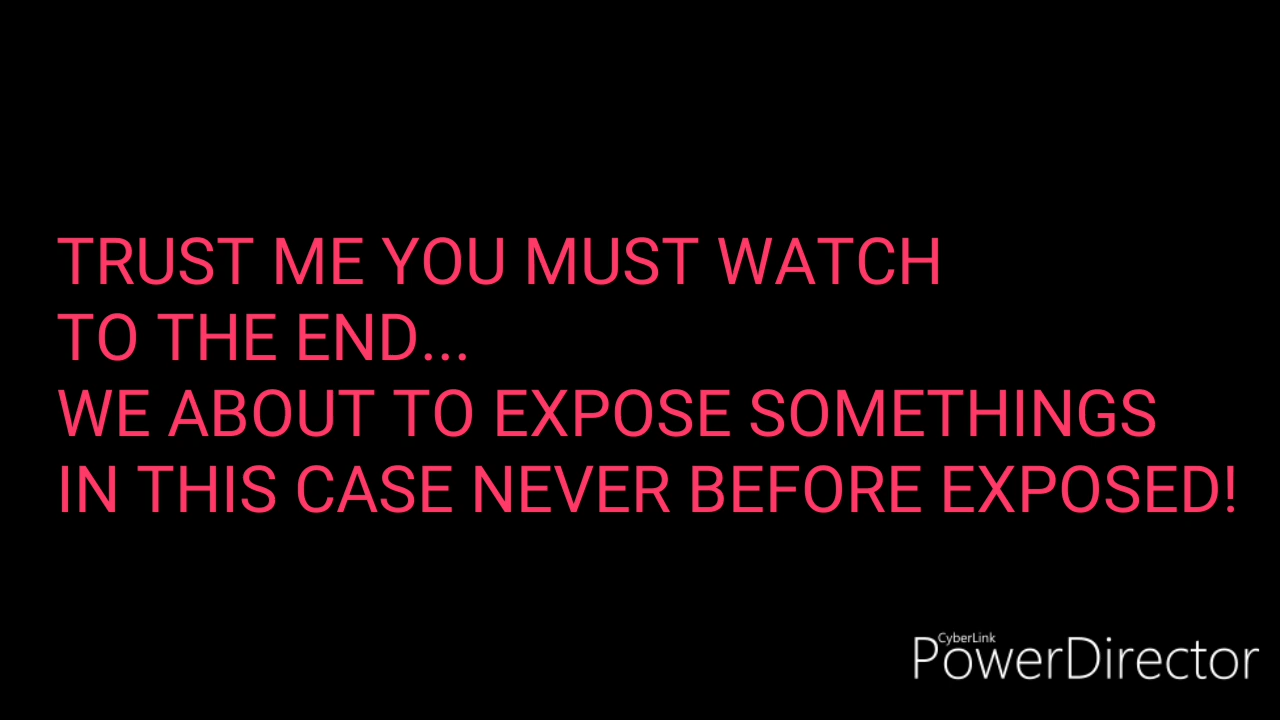 TRUST ME YOU MUST WATCH
TO THE END...
WE ABOUT TO EXPOSE SOMETHINGS
IN THIS CASE NEVER BEFORE EXPOSED!
CyberLink
PowerDirector